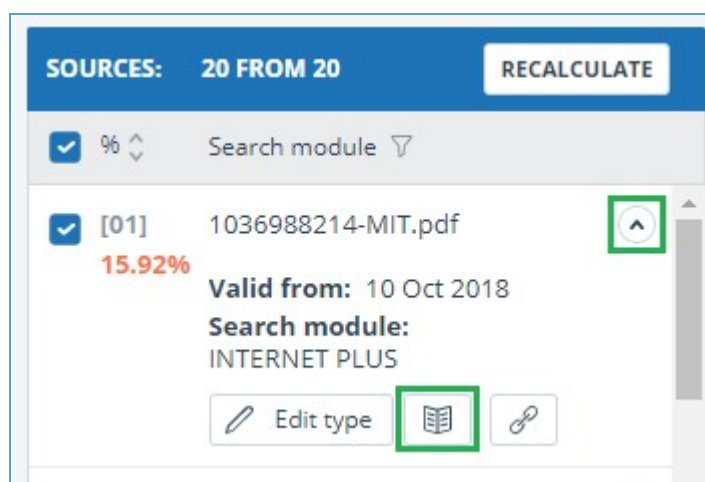 SOURCES: 20 FROM 20 RECALCULATE
% Search module
[01] 1036988214-MIT.pdf
15.92%
Valid from: 10 Oct 2018
Search module:
INTERNET PLUS
Edit type